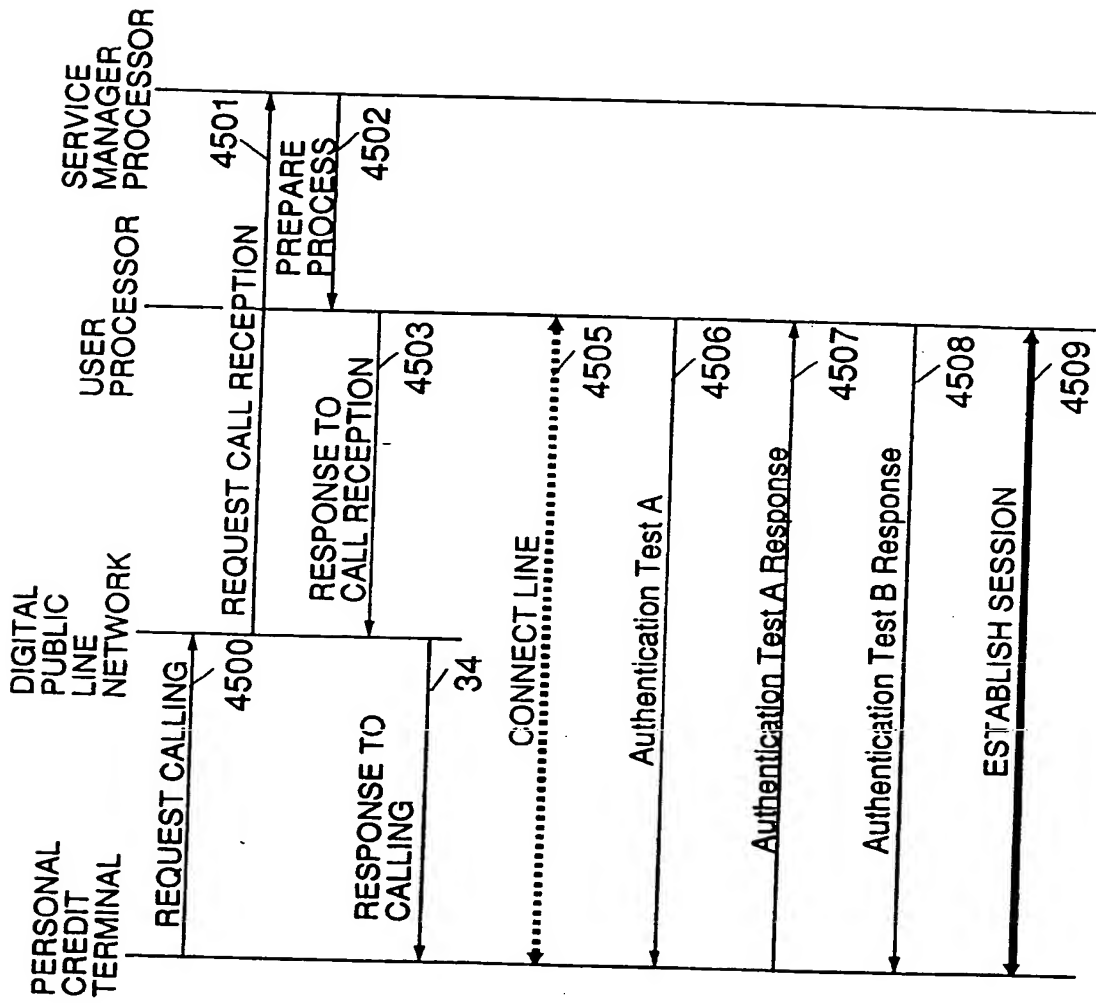 PERSONAL
CREDIT
TERMINAL
DIGITAL
PUBLIC
LINE
NETWORK
USER
PROCESSOR
SERVICE
MANAGER
PROCESSOR
REQUEST CALLING
4500
REQUEST CALL RECEPTION
4501
PREPARE
PROCESS
4502
RESPONSE TO
CALL RECEPTION
4503
RESPONSE TO
CALLING
34
CONNECT LINE
4505
Authentication Test A
4506
Authentication Test A Response
4507
Authentication Test B Response
4508
ESTABLISH SESSION
4509